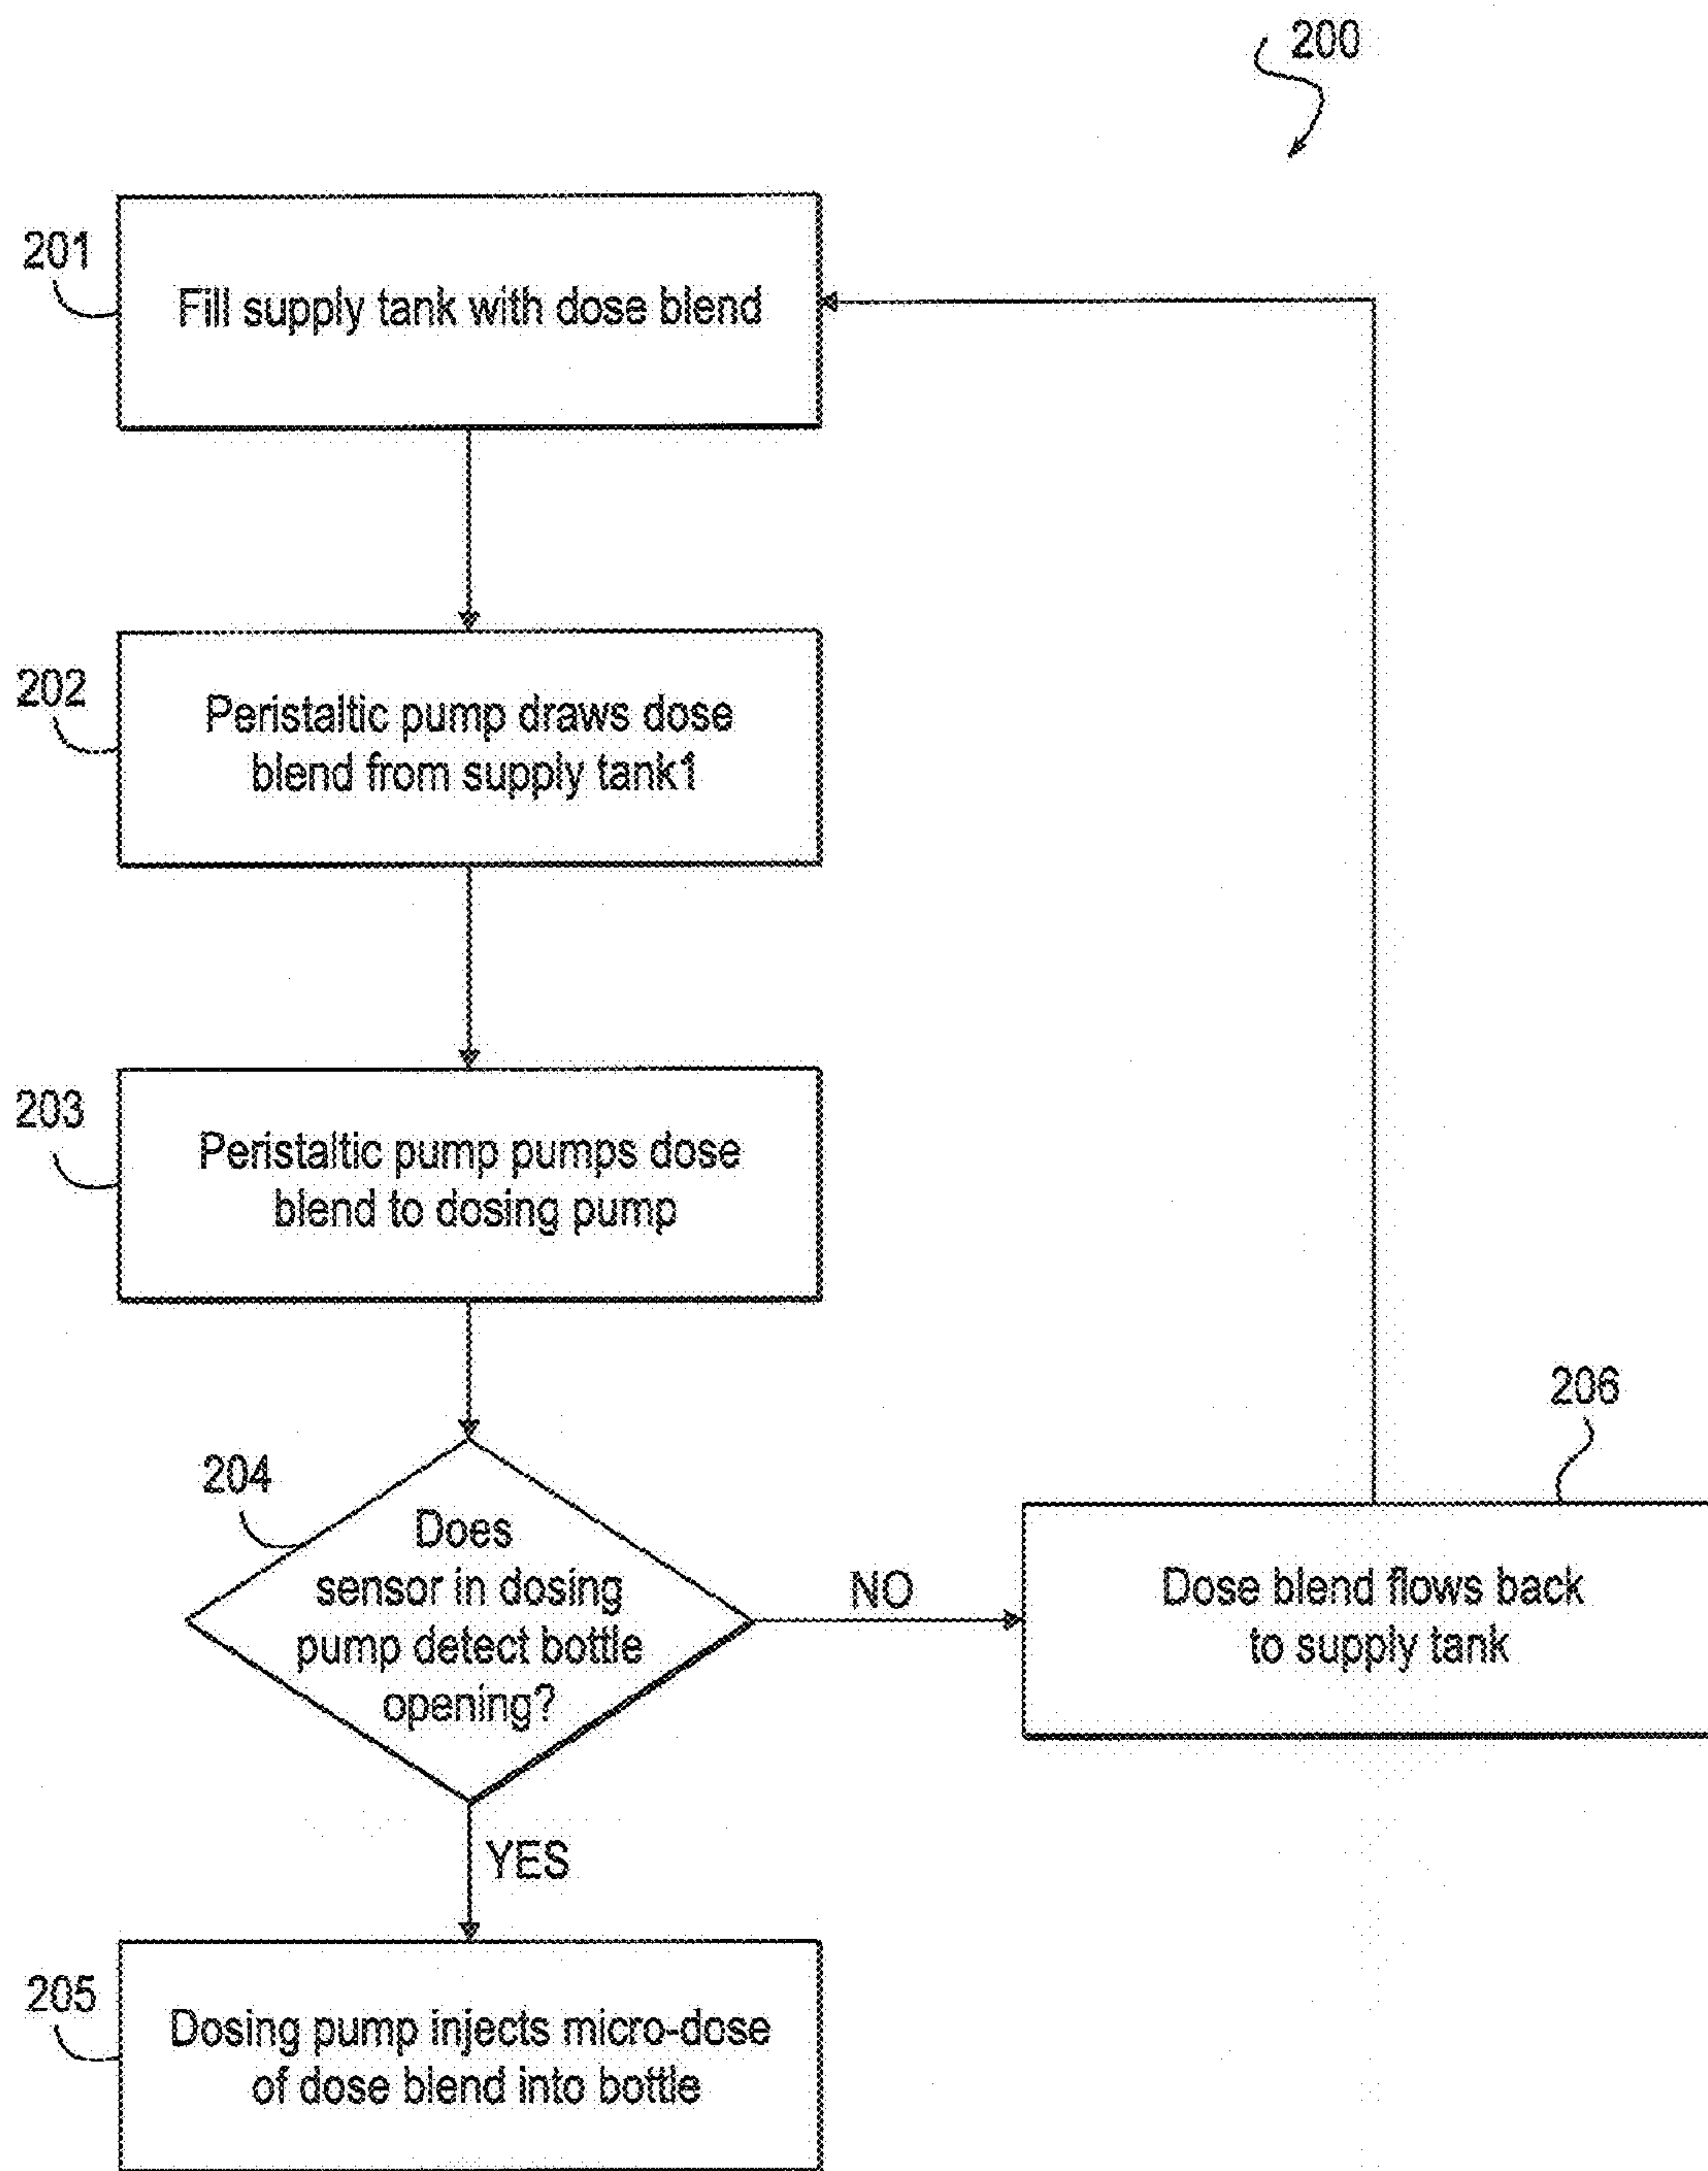 200
201
Fill supply tank with dose blend
202
Peristaltic pump draws dose
blend from supply tank1
203
Peristaltic pump pumps dose
blend to dosing pump
204
Does
sensor in dosing
pump detect bottle
opening?
NO
206
Dose blend flows back
to supply tank
YES
205
Dosing pump injects micro-dose
of dose blend into bottle